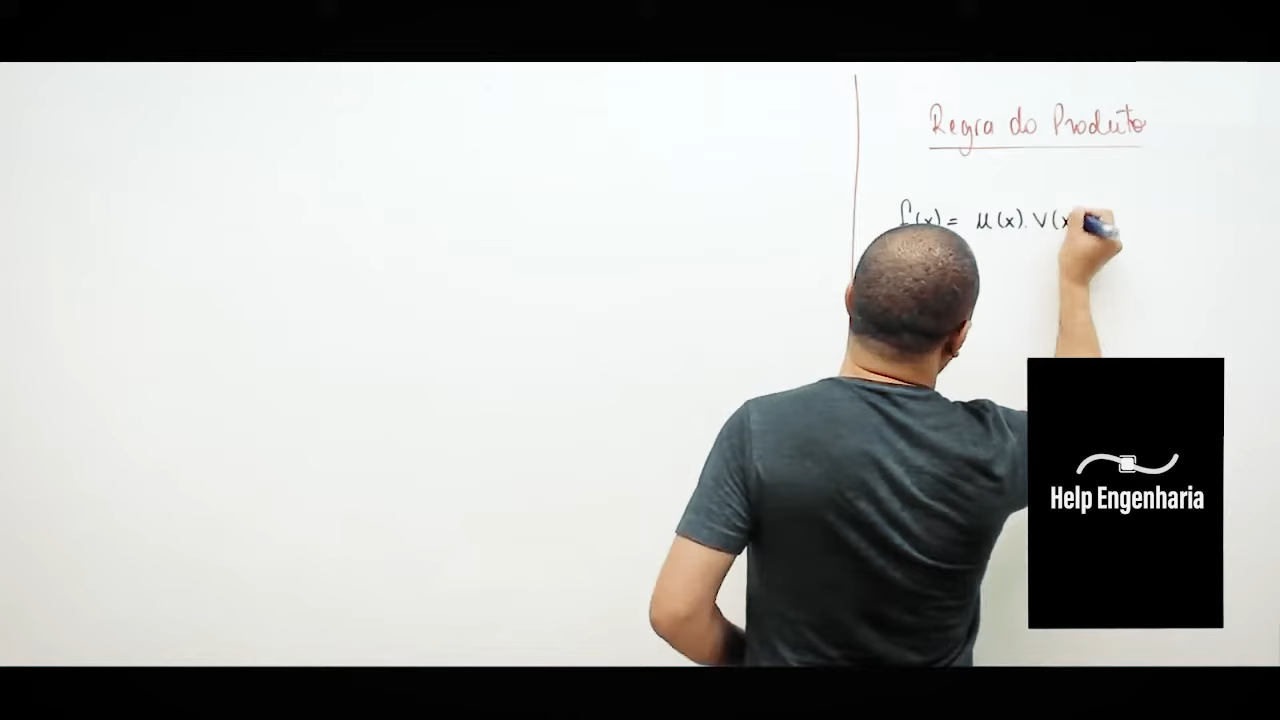 Regra do Produto
f(x) = u(x). v(x
Help Engenharia